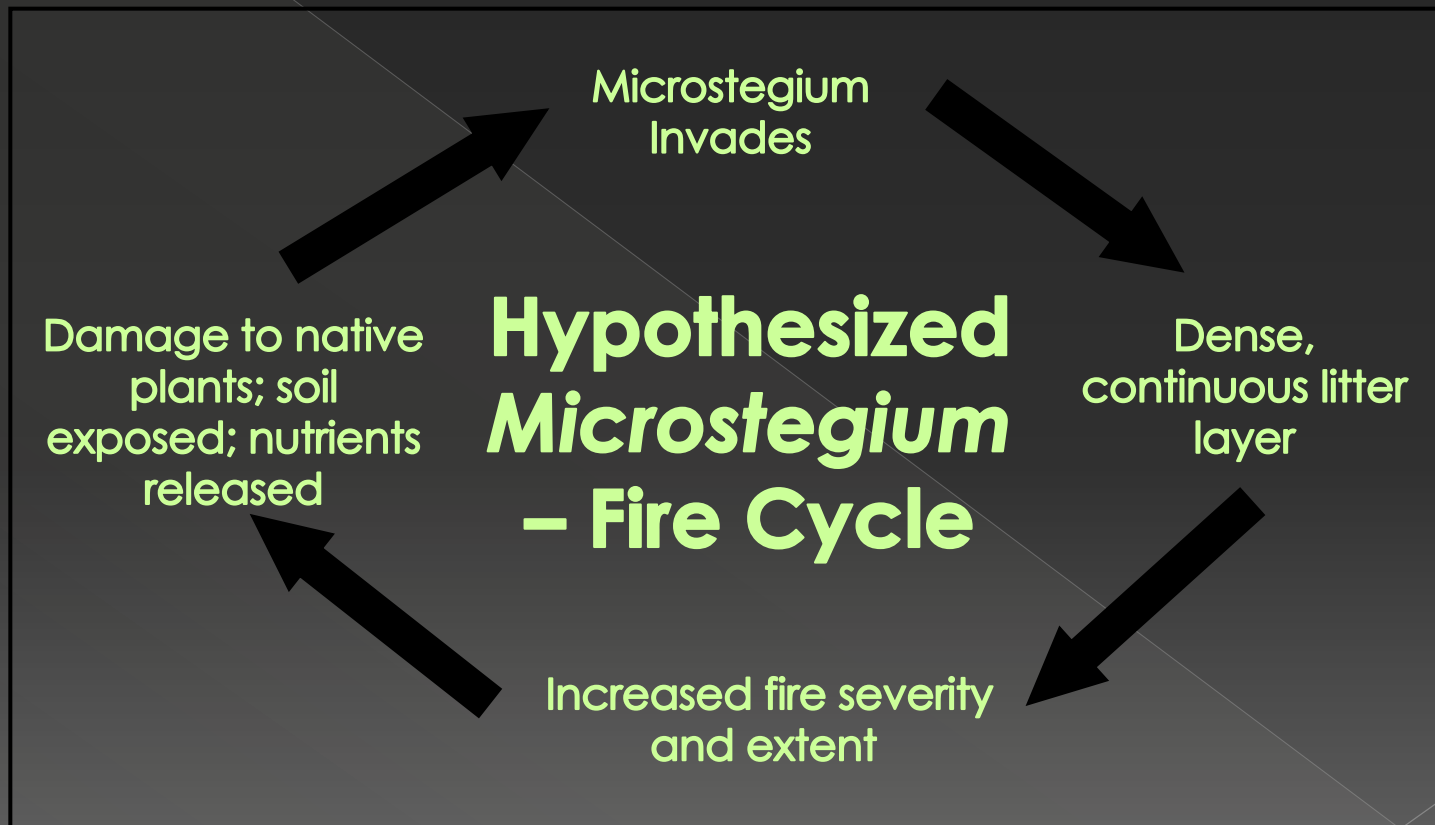 Microstegium
Invades
Dense,
continuous litter
layer
Increased fire severity
and extent
Damage to native
plants; soil
exposed; nutrients
released
Hypothesized
Microstegium
– Fire Cycle